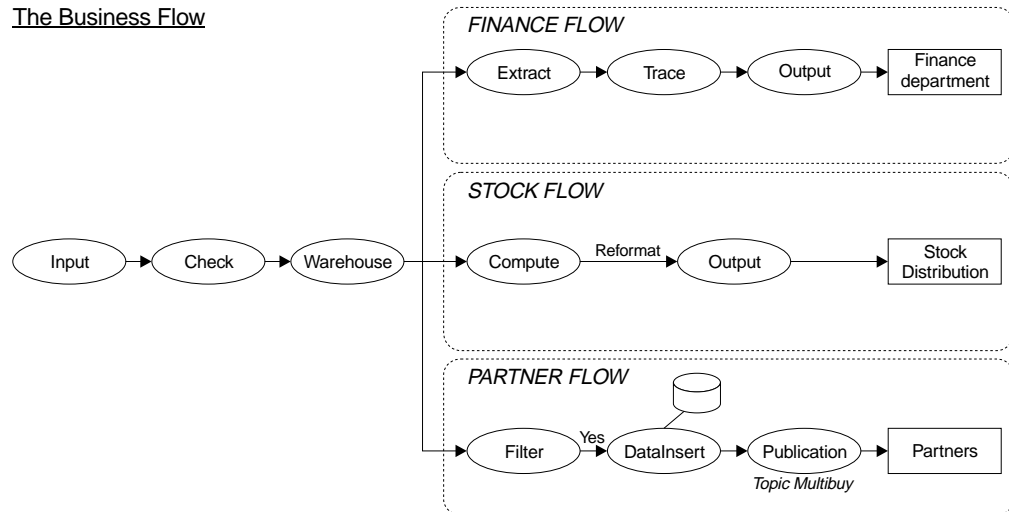 The Business Flow
FINANCE FLOW
Extract
Trace
Output
Finance
department
STOCK FLOW
Input
Check
Warehouse
Compute
Reformat
Output
Stock
Distribution
PARTNER FLOW
Filter
Yes
DataInsert
Publication
Topic Multibuy
Partners